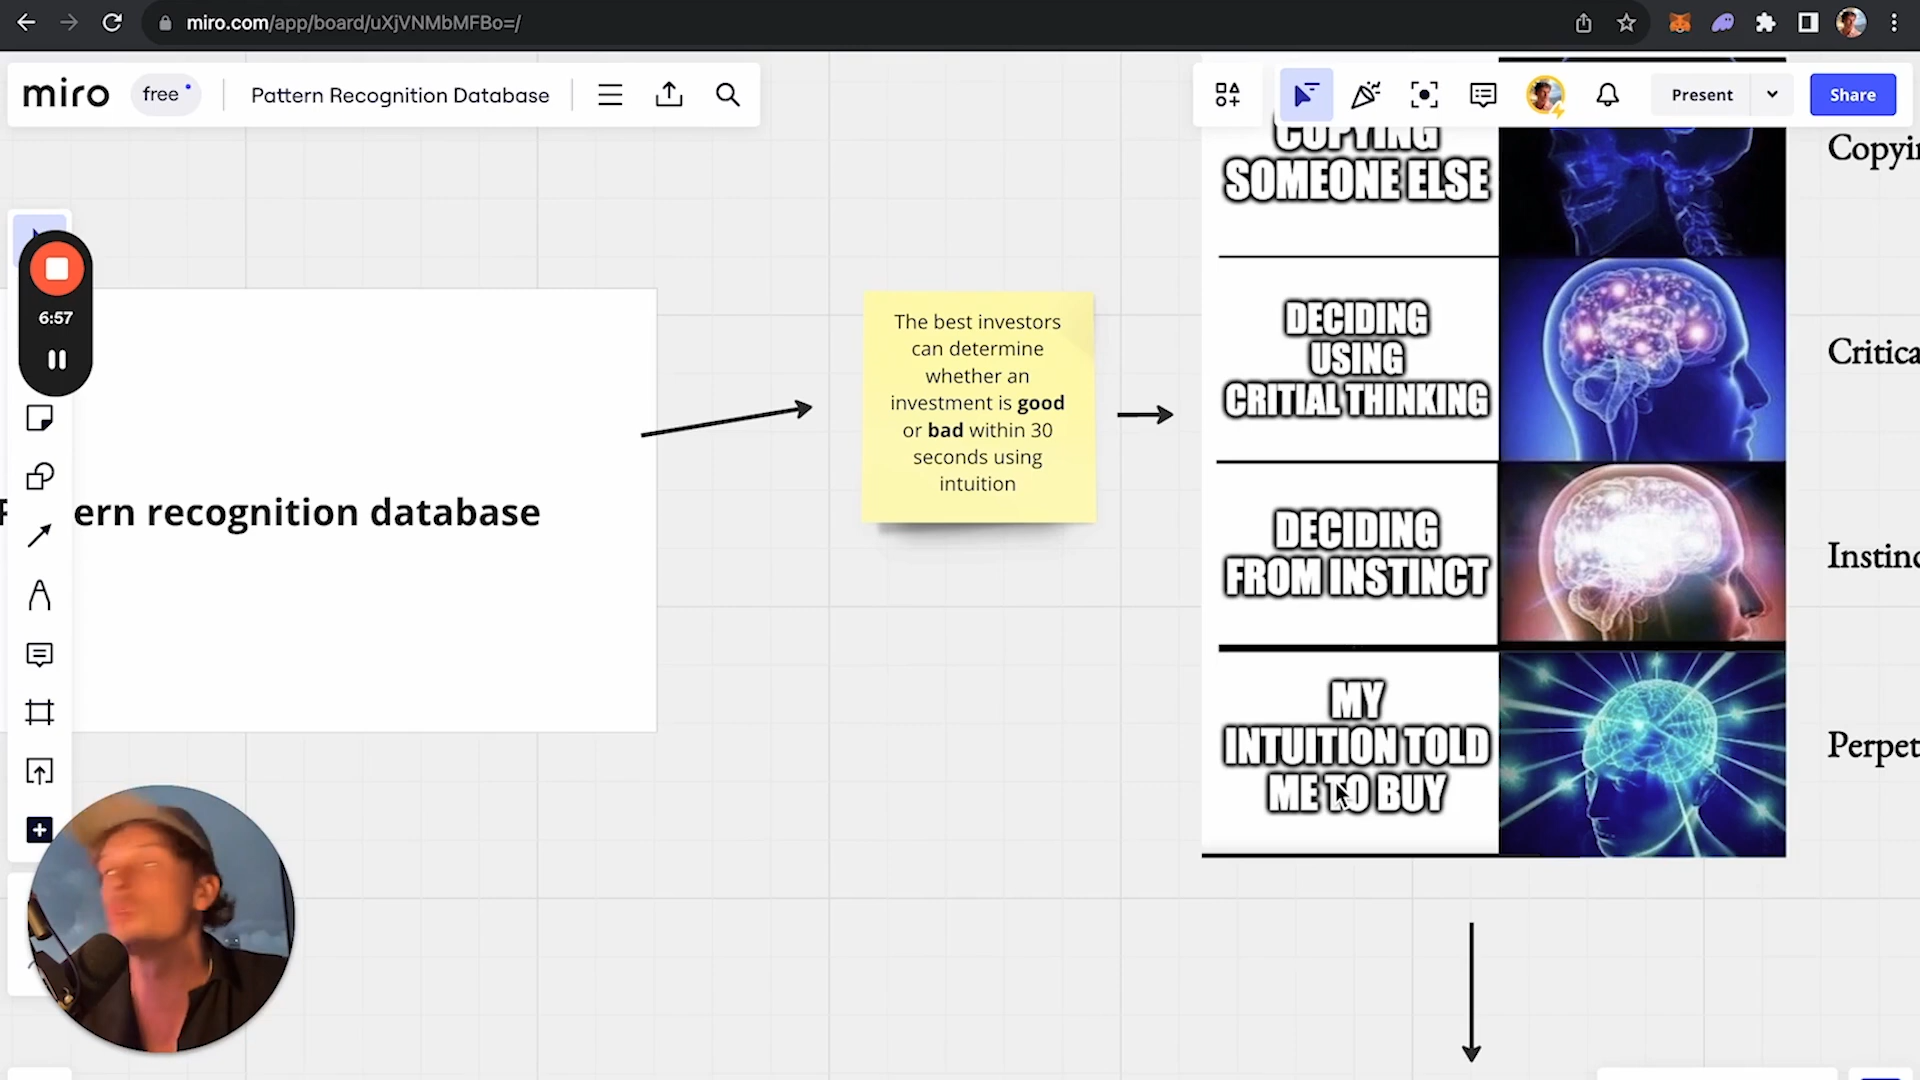 miro.com/app/board/uXjVNMbMFBo=/
miro
free
Pattern Recognition Database
Present
Share
6:57
ern recognition database
The best investors
can determine
whether an
investment is good
or bad within 30
seconds using
intuition
COPYING
SOMEONE ELSE
DECIDING
USING
CRITIAL THINKING
DECIDING
FROM INSTINCT
MY
INTUITION TOLD
ME TO BUY
Copyi
Critica
Instinc
Perpet